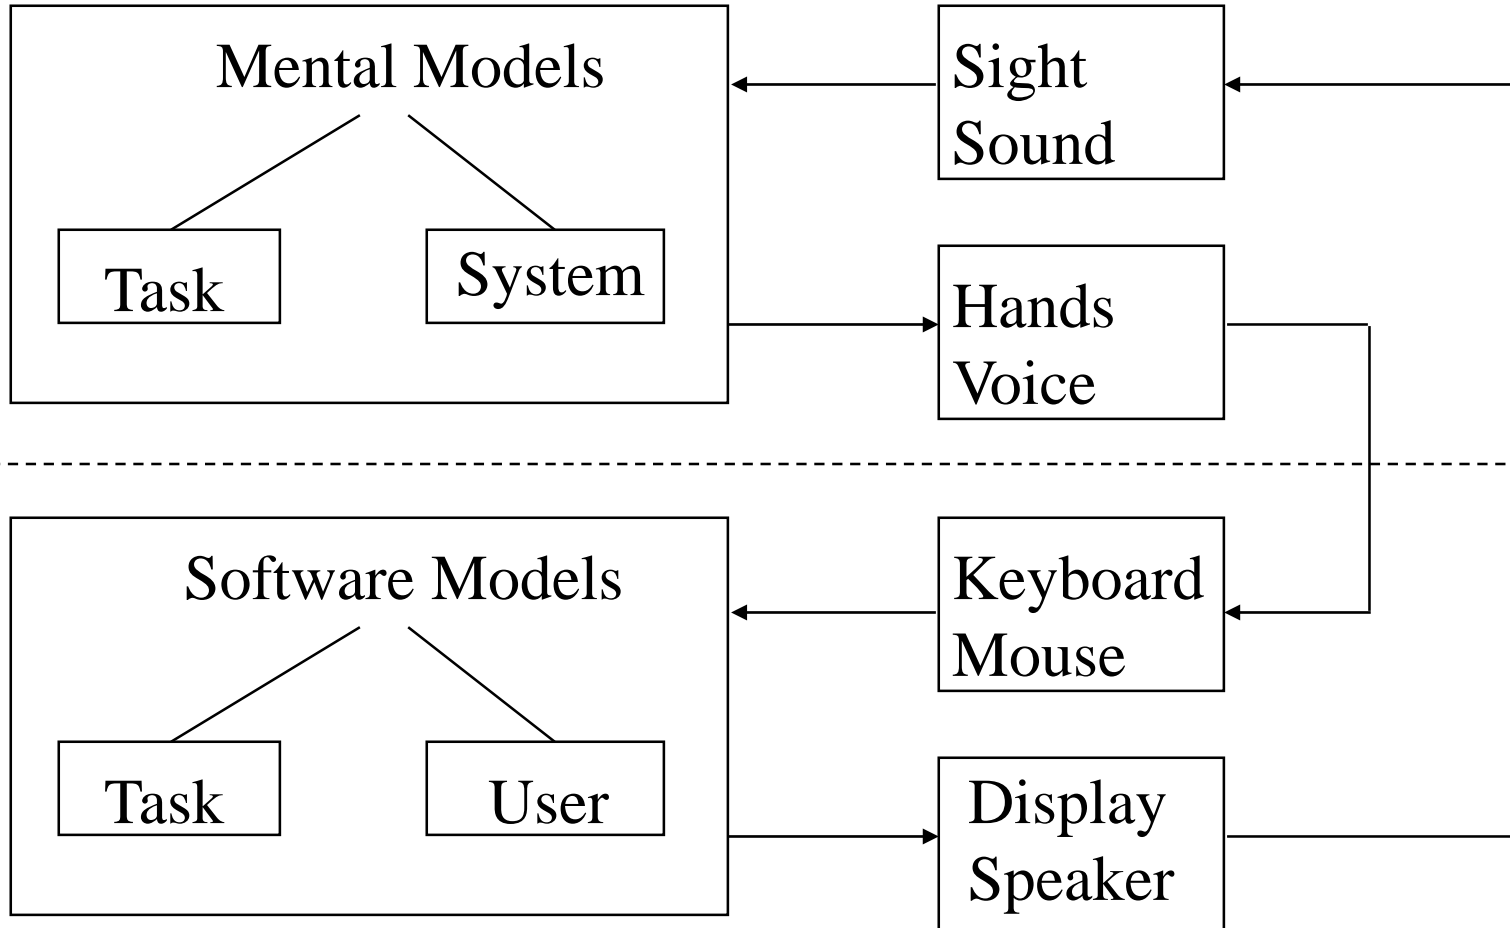 Mental Models
Task
System
Sight
Sound
Hands
Voice
Software Models
Task
User
Keyboard
Mouse
Display
Speaker